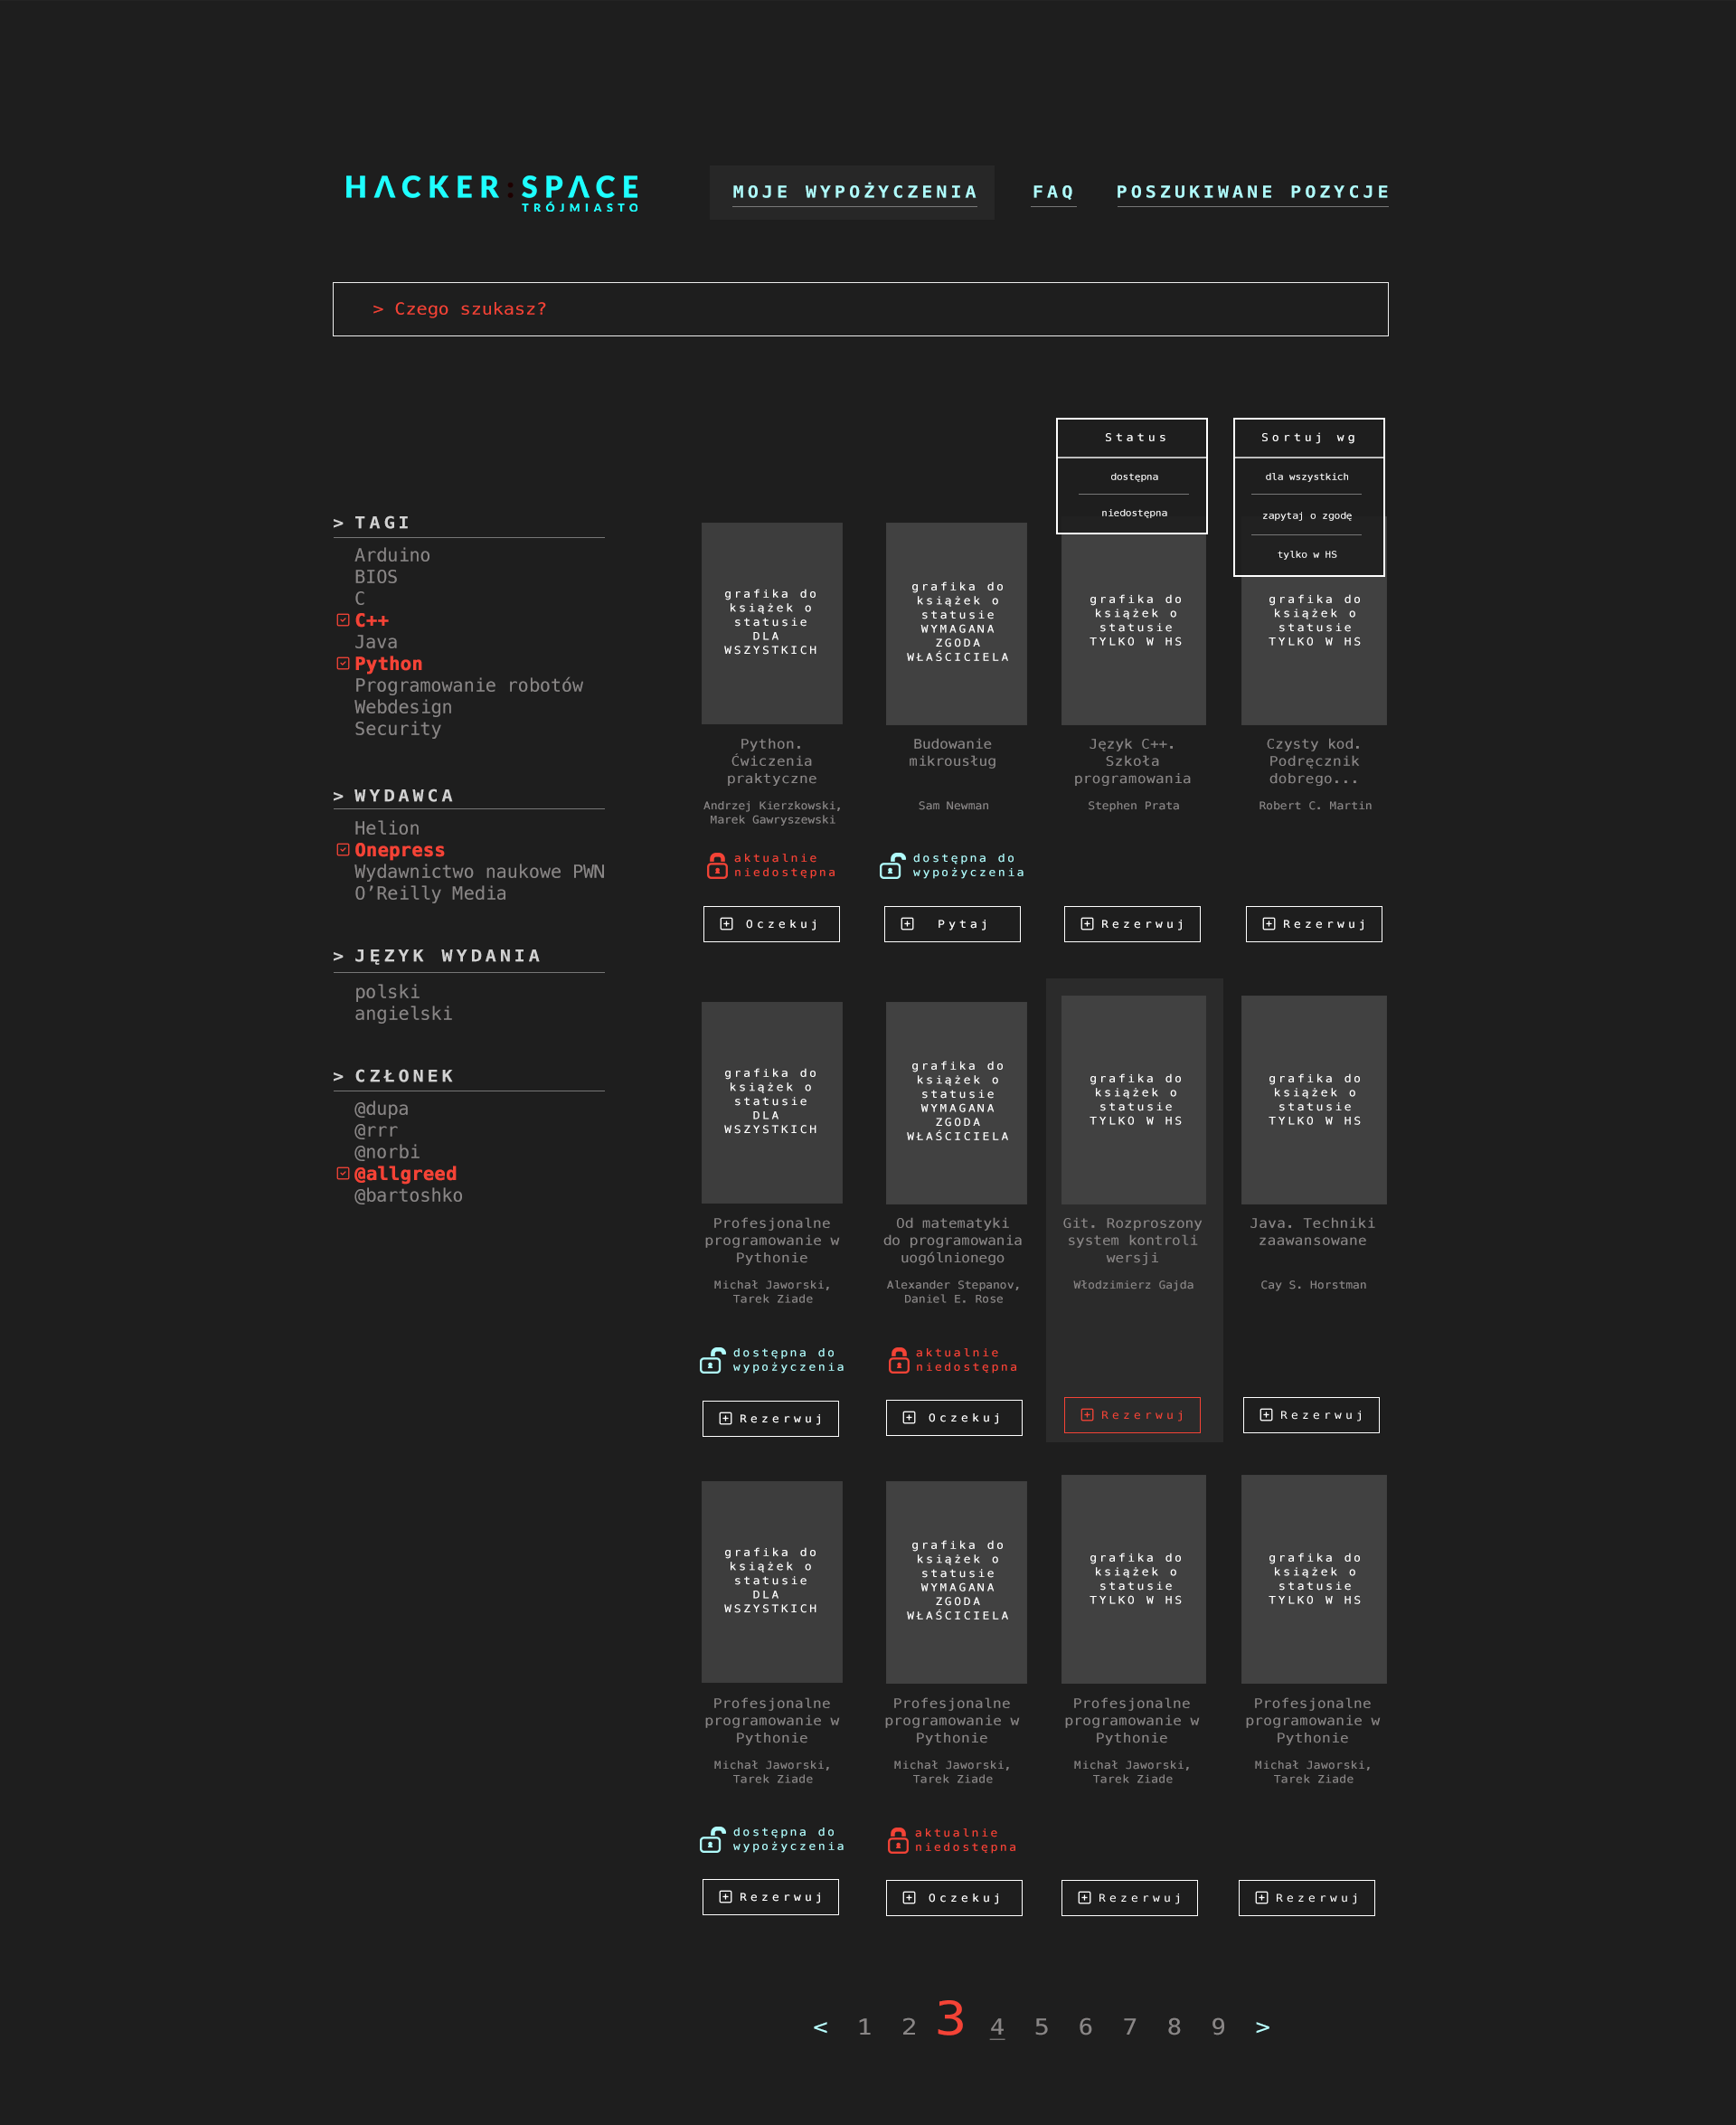 HACKER:SPACE
TRÓJMIASTO
MOJE WYPOŻYCZENIA
FAQ
POSZUKIWANE POZYCJE
> Czego szukasz?
Status
dostępna
niedostępna
Sortuj wg
dla wszystkich
zapytaj o zgodę
tylko w HS
> TAGI
Arduino
BIOS
C
C++
Java
Python
Programowanie robotów
Webdesign
Security
> WYDAWCA
Helion
Onepress
Wydawnictwo naukowe PWN
O’Reilly Media
> JĘZYK WYDANIA
polski
angielski
> CZŁONEK
@dupa
@rrr
@norbi
@allgreed
@bartoshko
grafika do
książek o
statusie
DLA
WSZYSTKICH
Python.
Ćwiczenia
praktyczne
Andrzej Kierzkowski,
Marek Gawryszewski
aktualnie
niedostępna
Oczekuj
grafika do
książek o
statusie
WYMAGANA
ZGODA
WŁAŚCICIELA
Budowanie
mikrousług
Sam Newman
dostępna do
wypożyczenia
Pytaj
grafika do
książek o
statusie
TYLKO W HS
Język C++.
Szkoła
programowania
Stephen Prata
Rezerwuj
grafika do
książek o
statusie
TYLKO W HS
Czysty kod.
Podręcznik
dobrego...
Robert C. Martin
Rezerwuj
grafika do
książek o
statusie
DLA
WSZYSTKICH
Profesjonalne
programowanie w
Pythonie
Michał Jaworski,
Tarek Ziade
dostępna do
wypożyczenia
Rezerwuj
grafika do
książek o
statusie
WYMAGANA
ZGODA
WŁAŚCICIELA
Od matematyki
do programowania
uogólnionego
Alexander Stepanov,
Daniel E. Rose
aktualnie
niedostępna
Oczekuj
grafika do
książek o
statusie
TYLKO W HS
Git. Rozproszony
system kontroli
wersji
Włodzimierz Gajda
Rezerwuj
grafika do
książek o
statusie
TYLKO W HS
Java. Techniki
zaawansowane
Cay S. Horstman
Rezerwuj
grafika do
książek o
statusie
DLA
WSZYSTKICH
Profesjonalne
programowanie w
Pythonie
Michał Jaworski,
Tarek Ziade
dostępna do
wypożyczenia
Rezerwuj
grafika do
książek o
statusie
WYMAGANA
ZGODA
WŁAŚCICIELA
Profesjonalne
programowanie w
Pythonie
Michał Jaworski,
Tarek Ziade
aktualnie
niedostępna
Oczekuj
grafika do
książek o
statusie
TYLKO W HS
Profesjonalne
programowanie w
Pythonie
Michał Jaworski,
Tarek Ziade
Rezerwuj
grafika do
książek o
statusie
TYLKO W HS
Profesjonalne
programowanie w
Pythonie
Michał Jaworski,
Tarek Ziade
Rezerwuj
< 1 2 3 4 5 6 7 8 9 >